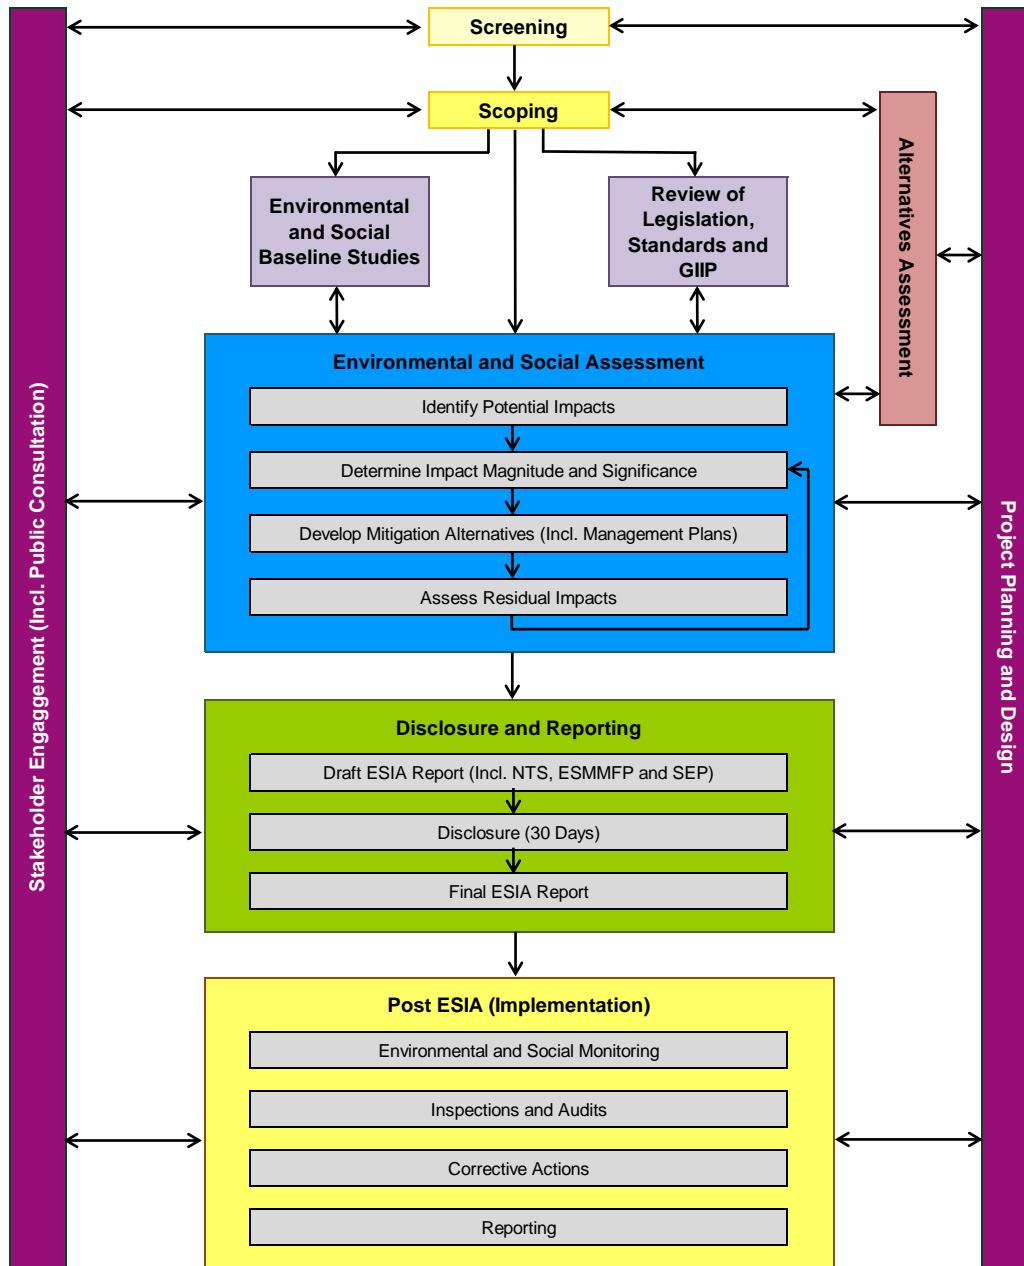 Screening
Scoping
Environmental
and Social
Baseline Studies
Review of
Legislation,
Standards and
GIIP
Alternatives Assessment
Stakeholder Engaggement (Incl. Public Consultation)
Project Planning and Design
Environmental and Social Assessment
Identify Potential Impacts
Determine Impact Magnitude and Significance
Develop Mitigation Alternatives (Incl. Management Plans)
Assess Residual Impacts
Disclosure and Reporting
Draft ESIA Report (Incl. NTS, ESMMFP and SEP)
Disclosure (30 Days)
Final ESIA Report
Post ESIA (Implementation)
Environmental and Social Monitoring
Inspections and Audits
Corrective Actions
Reporting